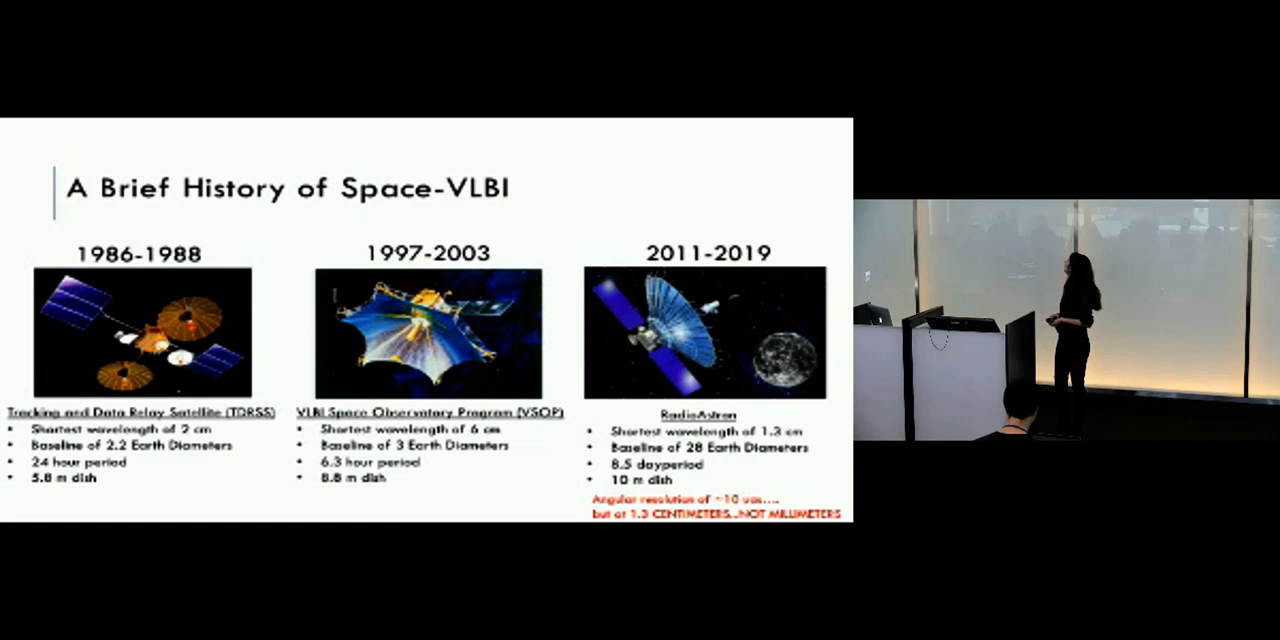 A Brief History of Space-VLBI
1986-1988
1997-2003
2011-2019
Tracking and Data Relay Satellite (TDRSS)
• Shortest wavelength of 2 cm
• Baseline of 2.2 Earth Diameters
• 24 hour period
• 5.8 m dish
VLBI Space Observatory Program (VSOP)
• Shortest wavelength of 6 cm
• Baseline of 3 Earth Diameters
• 6.3 hour period
• 8.8 m dish
RadioAstron
• Shortest wavelength of 1.3 cm
• Baseline of 28 Earth Diameters
• 8.5 dayperiod
• 10 m dish
Angular resolution of ~10 uas....
but at 1.3 CENTIMETERS...NOT MILLIMETERS